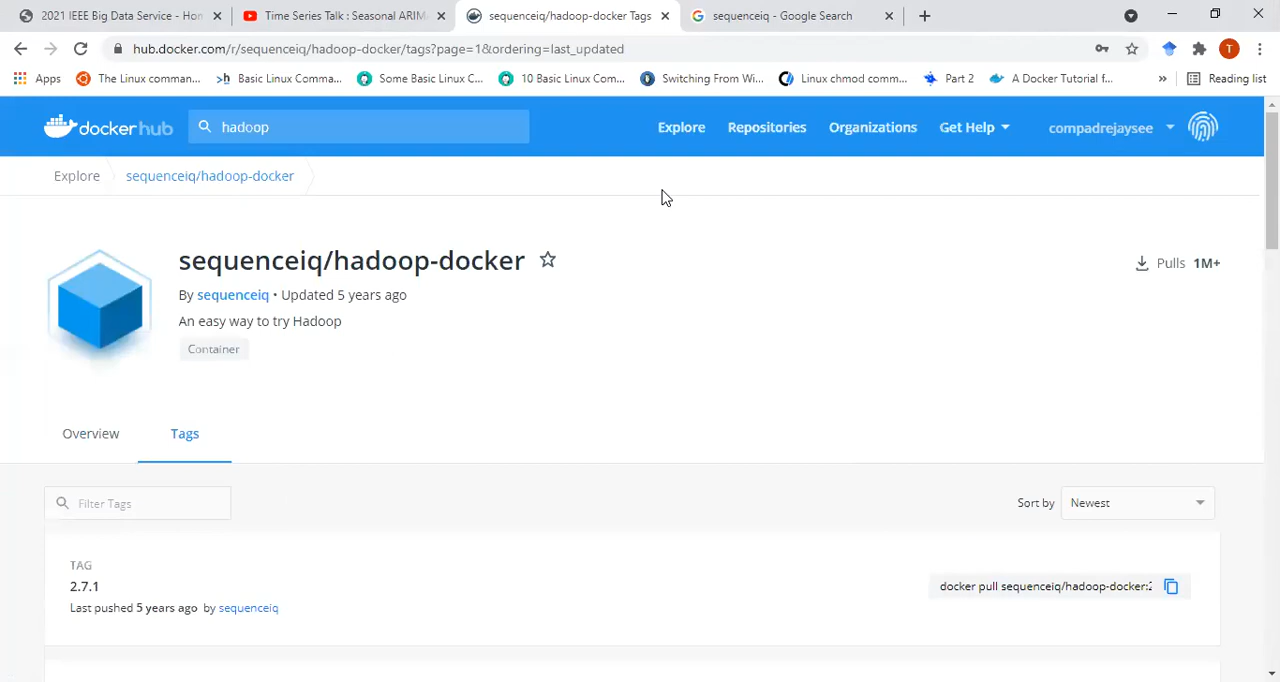 2021 IEEE Big Data Service - Hon
Time Series Talk : Seasonal ARIM
sequenceiq/hadoop-docker Tags
sequenceiq - Google Search
hub.docker.com/r/sequenceiq/hadoop-docker/tags?page=1&ordering=last_updated
T
Apps
The Linux comman...
Basic Linux Comma...
Some Basic Linux C...
10 Basic Linux Com...
Switching From Wi...
Linux chmod comm...
Part 2
A Docker Tutorial f...
»
Reading list
dockerhub
hadoop
Explore
Repositories
Organizations
Get Help
compadrejaysee
Explore
sequenceiq/hadoop-docker
sequenceiq/hadoop-docker
Pulls 1M+
By sequenceiq • Updated 5 years ago
An easy way to try Hadoop
Container
Overview
Tags
Filter Tags
Sort by
Newest
TAG
2.7.1
docker pull sequenceiq/hadoop-docker:2
Last pushed 5 years ago by sequenceiq